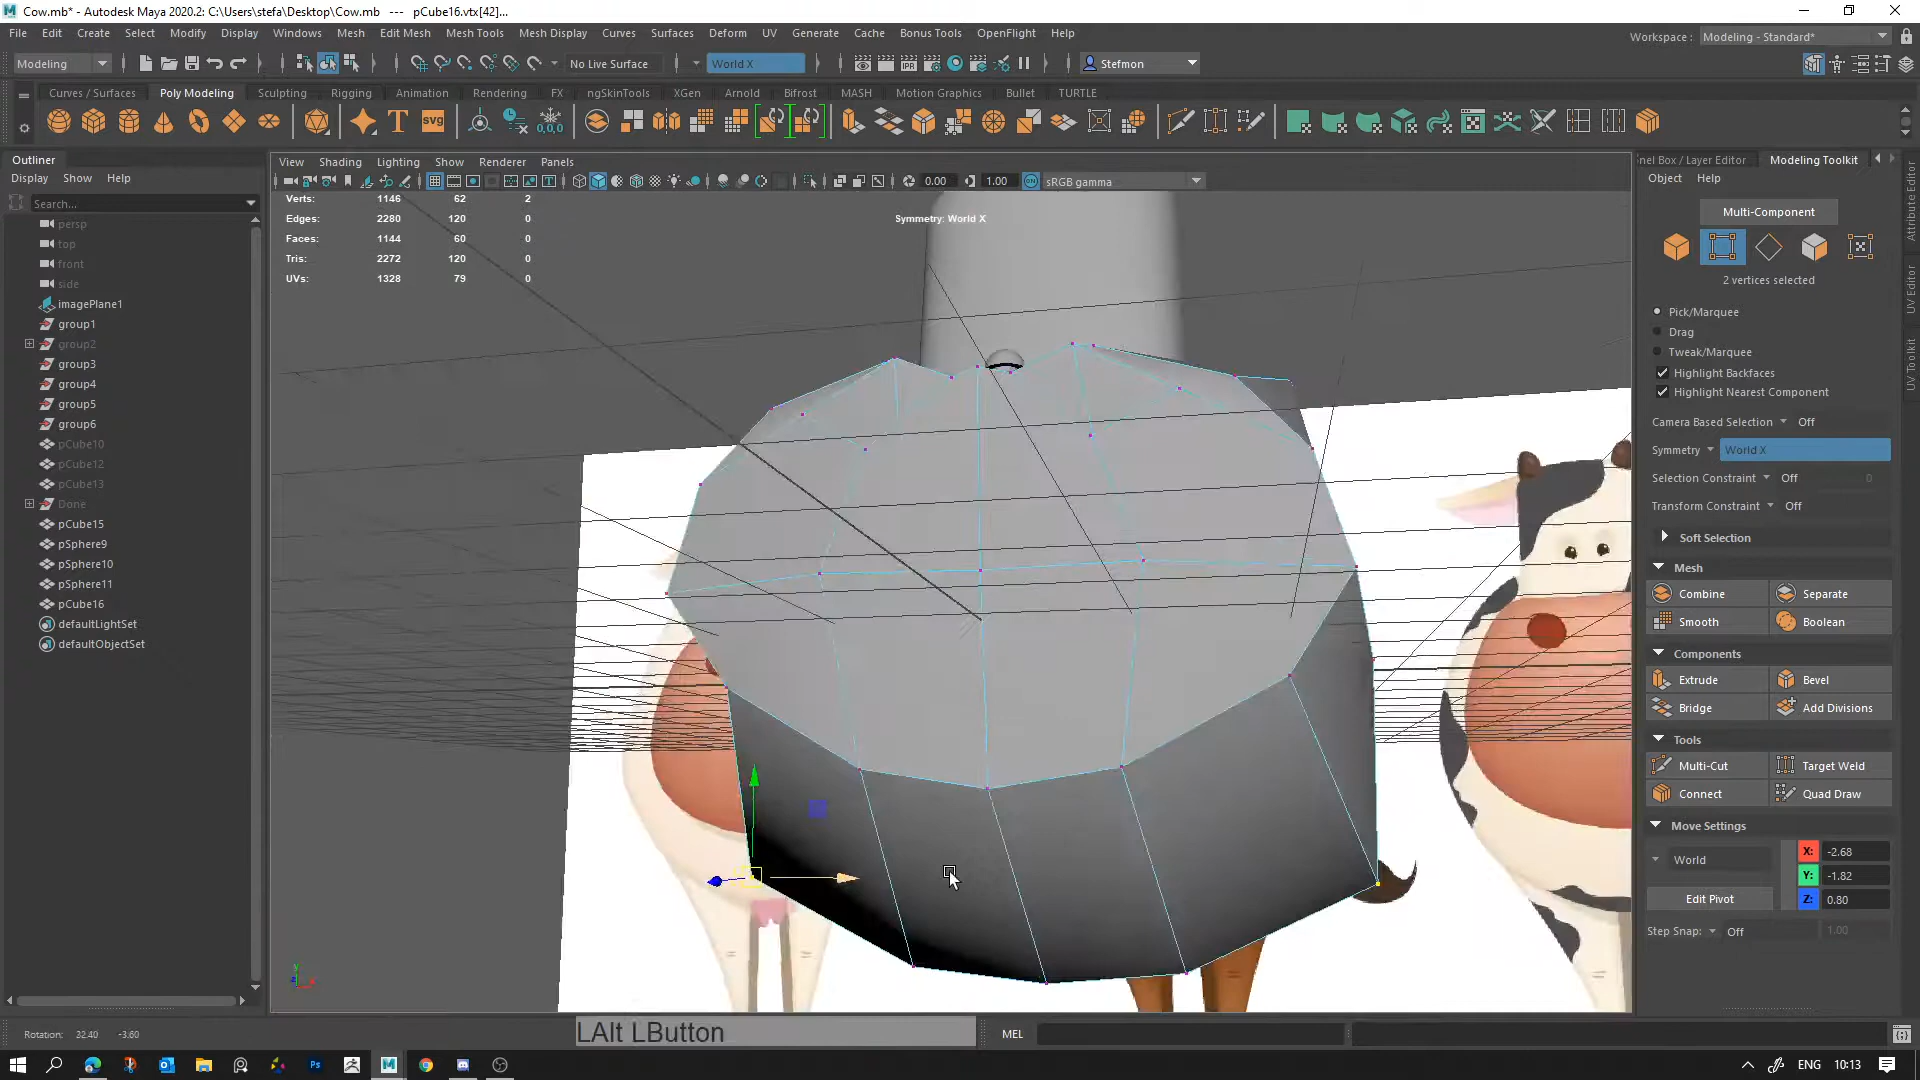 Cow.mb* - Autodesk Maya 2020.2: C:\Users\stefa\Desktop\Cow.mb --- pCube16.vtx[42]...
File Edit Create Select Modify Display Windows Mesh Edit Mesh Mesh Tools Mesh Display Curves Surfaces Deform UV Generate Cache Bonus Tools OpenFlight Help
Workspace : Modeling - Standard*
Modeling No Live Surface World X Stefmon
Curves / Surfaces Poly Modeling Sculpting Rigging Animation Rendering FX ngSkinTools XGen Arnold Bifrost MASH Motion Graphics Bullet TURTLE
Outliner
Display Show Help
Search...
persp
top
front
side
imagePlane1
group1
group2
group3
group4
group5
group6
pCube10
pCube12
pCube13
Done
pCube15
pSphere9
pSphere10
pSphere11
pCube16
defaultLightSet
defaultObjectSet
View Shading Lighting Show Renderer Panels
0.00 1.00 ON sRGB gamma
Verts: 1146 62 2
Edges: 2280 120 0
Faces: 1144 60 0
Tris: 2272 120 0
UVs: 1328 79 0
Symmetry: World X
nel Box / Layer Editor Modeling Toolkit
Object Help
Multi-Component
2 vertices selected
Pick/Marquee
Drag
Tweak/Marquee
Highlight Backfaces
Highlight Nearest Component
Camera Based Selection Off
Symmetry World X
Selection Constraint Off 0
Transform Constraint Off
Soft Selection
Mesh
Combine Separate
Smooth Boolean
Components
Extrude Bevel
Bridge Add Divisions
Tools
Multi-Cut Target Weld
Connect Quad Draw
Move Settings
World X: -2.68
Y: -1.82
Edit Pivot Z: 0.80
Step Snap: Off 1.00
Attribute Editor
UV Editor
UV Toolkit
Rotation: 32.40 -3.60
LAlt LButton
MEL
ENG 10:13